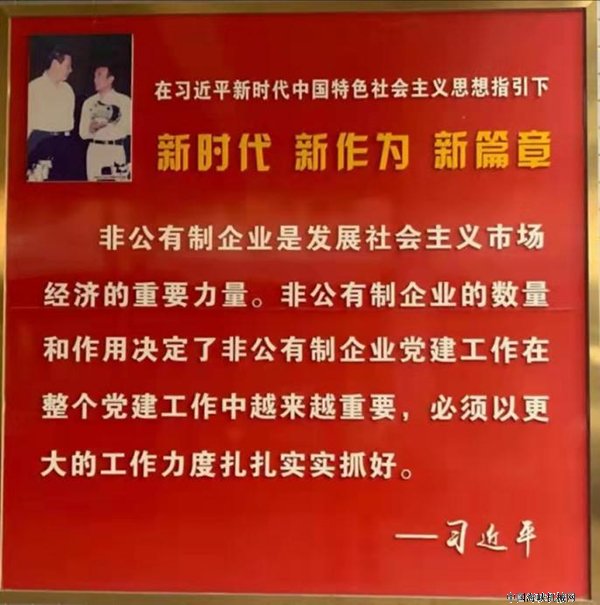 在习近平新时代中国特色社会主义思想指引下
新时代 新作为 新篇章
非公有制企业是发展社会主义市场
经济的重要力量。非公有制企业的数量
和作用决定了非公有制企业党建工作在
整个党建工作中越来越重要，必须以更
大的工作力度扎扎实实抓好。
——习近平